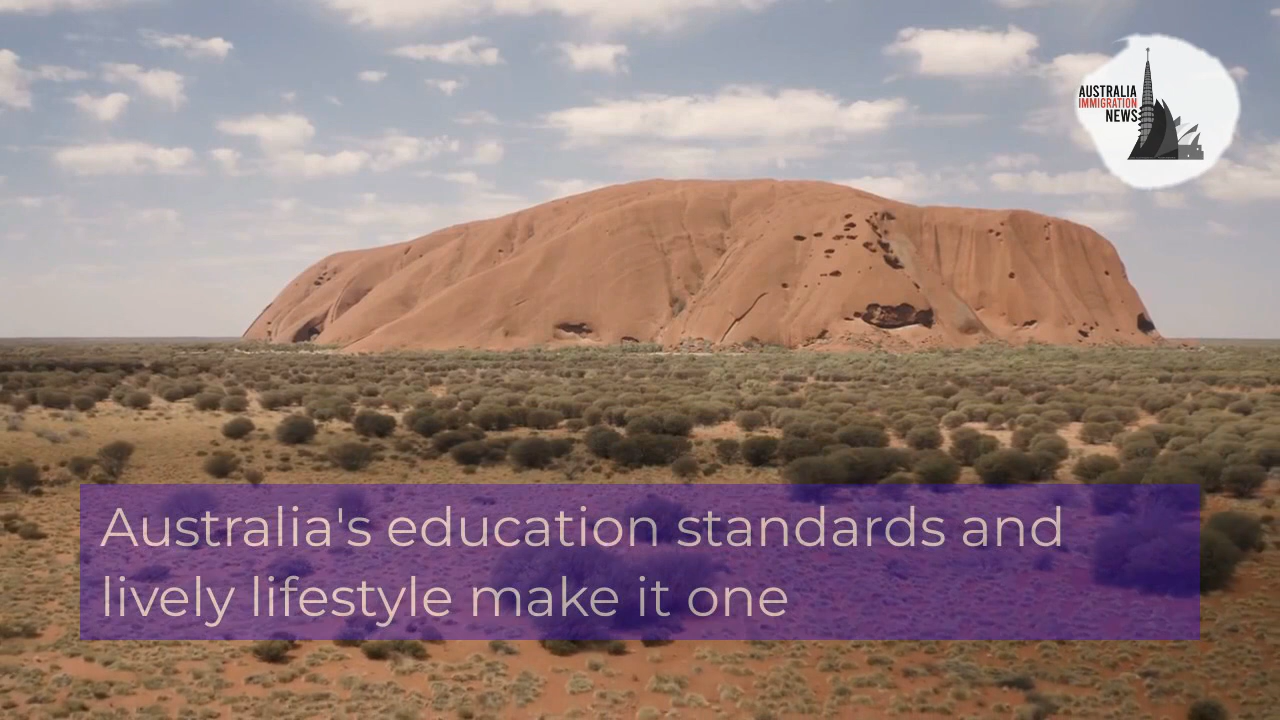 AUSTRALIA
IMMIGRATION
NEWS
Australia's education standards and
lively lifestyle make it one